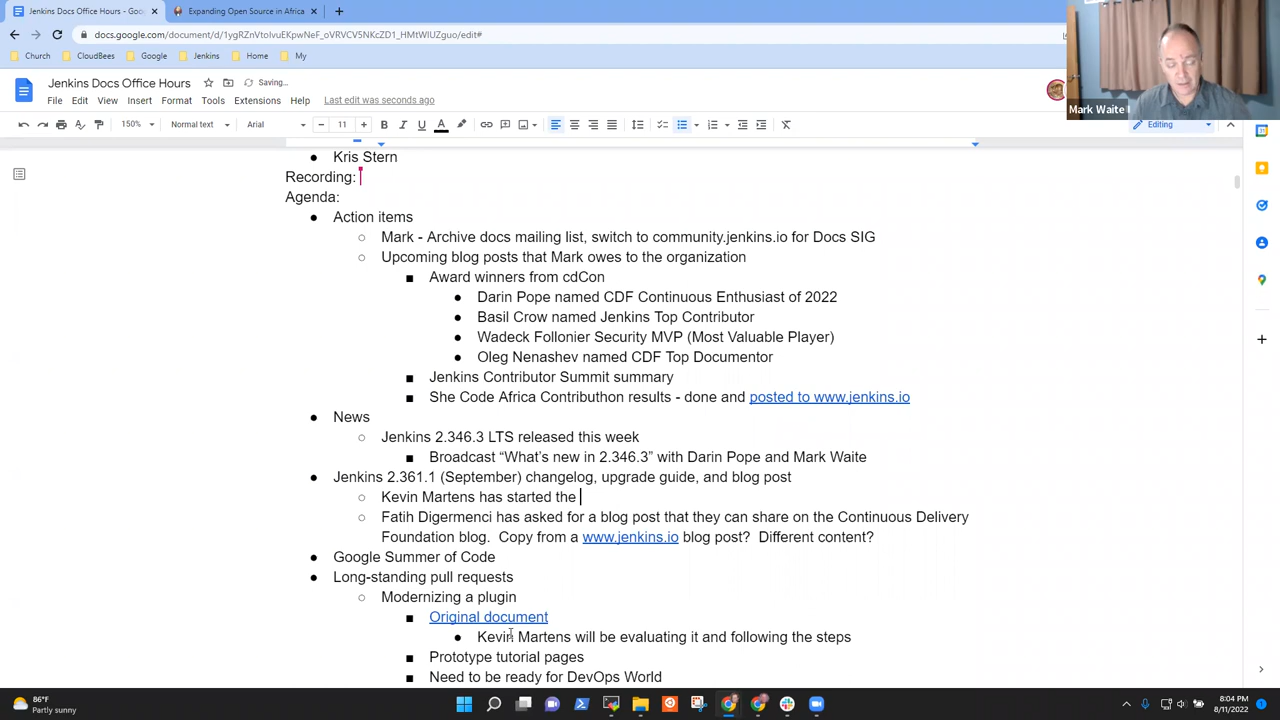 Jenkins Docs Office Hours - Goo
Expanding Open Source in Africa
docs.google.com/document/d/1ygRZnVtoIvuEKpwNeF_oVRVCV5NKcZD1_HMtWIUZguo/edit#
Church CloudBees Google Jenkins Home My
Jenkins Docs Office Hours Saving...
File Edit View Insert Format Tools Extensions Help Last edit was seconds ago
150% Normal text Arial 11 Editing
Mark Waite
Kris Stern
Recording:
Agenda:
Action items
Mark - Archive docs mailing list, switch to community.jenkins.io for Docs SIG
Upcoming blog posts that Mark owes to the organization
Award winners from cdCon
Darin Pope named CDF Continuous Enthusiast of 2022
Basil Crow named Jenkins Top Contributor
Wadeck Follonier Security MVP (Most Valuable Player)
Oleg Nenashev named CDF Top Documentor
Jenkins Contributor Summit summary
She Code Africa Contributhon results - done and posted to www.jenkins.io
News
Jenkins 2.346.3 LTS released this week
Broadcast “What’s new in 2.346.3” with Darin Pope and Mark Waite
Jenkins 2.361.1 (September) changelog, upgrade guide, and blog post
Kevin Martens has started the
Fatih Digermenci has asked for a blog post that they can share on the Continuous Delivery
Foundation blog. Copy from a www.jenkins.io blog post? Different content?
Google Summer of Code
Long-standing pull requests
Modernizing a plugin
Original document
Kevin Martens will be evaluating it and following the steps
Prototype tutorial pages
Need to be ready for DevOps World
86°F
Partly sunny
8:04 PM
8/11/2022